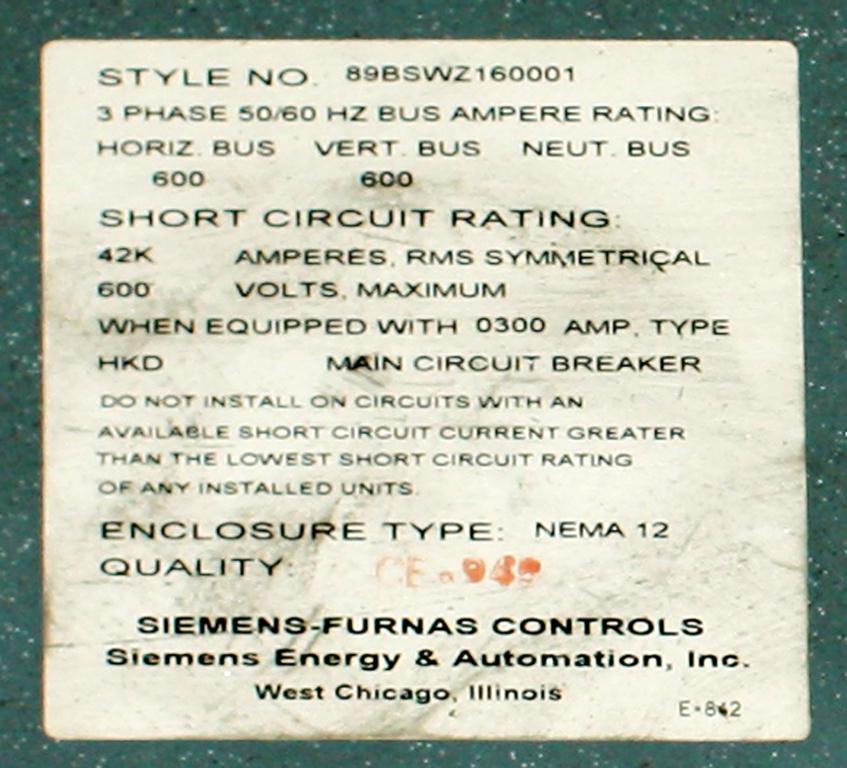 STYLE NO. 89BSWZ160001
3 PHASE 50/60 HZ BUS AMPERE RATING:
HORIZ. BUS VERT. BUS NEUT. BUS
600 600
SHORT CIRCUIT RATING:
42K AMPERES, RMS SYMMETRICAL
600 VOLTS, MAXIMUM
WHEN EQUIPPED WITH 0300 AMP, TYPE
HKD MAIN CIRCUIT BREAKER
DO NOT INSTALL ON CIRCUITS WITH AN
AVAILABLE SHORT CIRCUIT CURRENT GREATER
THAN THE LOWEST SHORT CIRCUIT RATING
OF ANY INSTALLED UNITS.
ENCLOSURE TYPE: NEMA 12
QUALITY:
SIEMENS-FURNAS CONTROLS
Siemens Energy & Automation, Inc.
West Chicago, Illinois